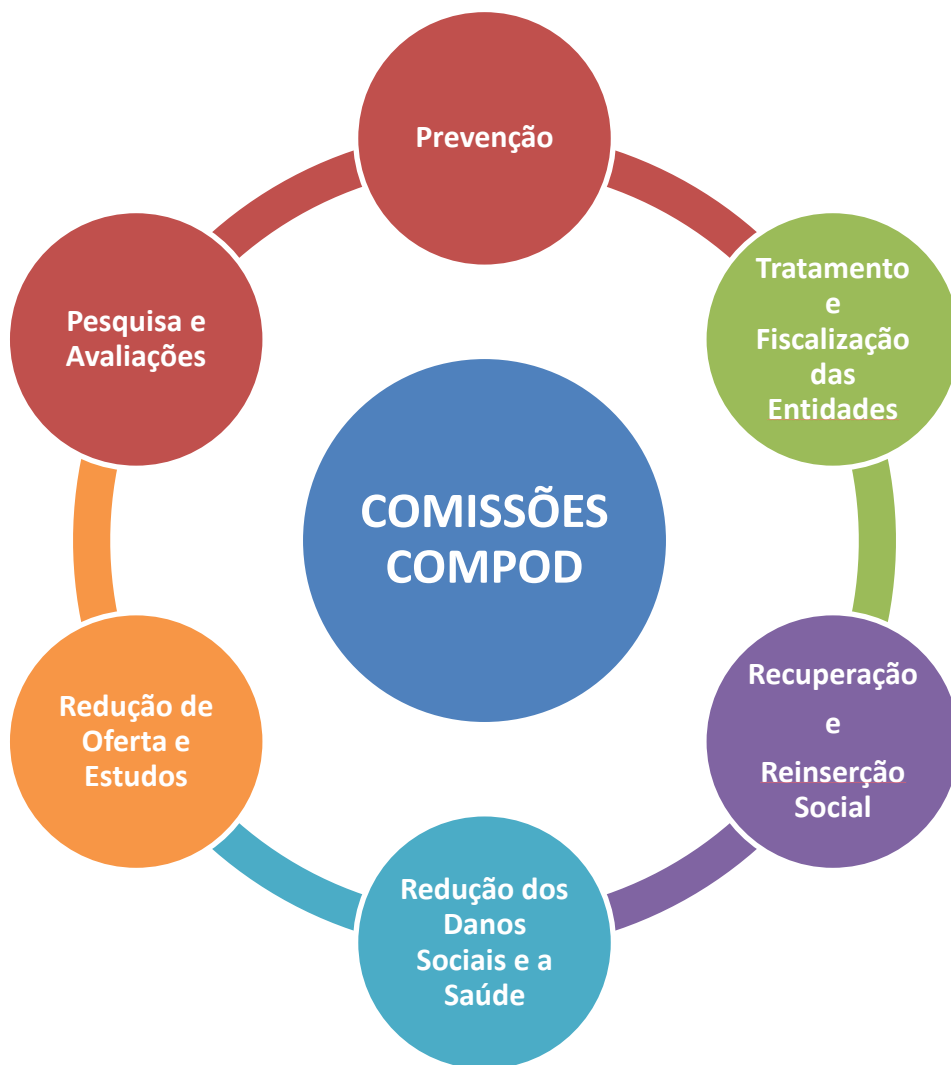 Prevenção
Tratamento
e
Fiscalização
das
Entidades
Recuperação
e
Reinserção
Social
Redução dos
Danos
Sociais e a
Saúde
Redução de
Oferta e
Estudos
Pesquisa e
Avaliações
COMISSÕES
COMPOD